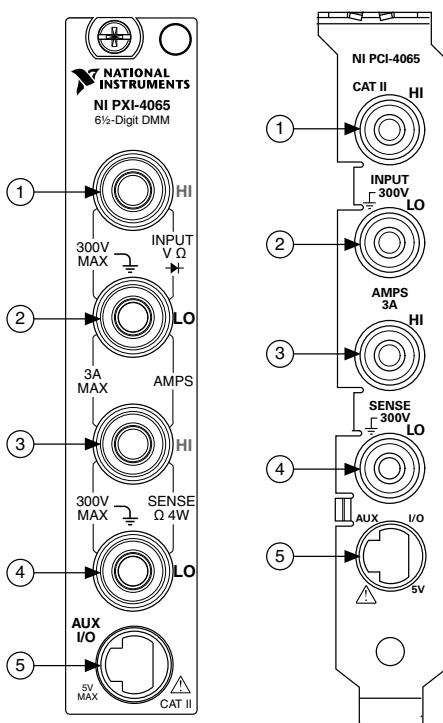 NATIONAL
INSTRUMENTS
NI PXI-4065
6½-Digit DMM
1
HI
300V
MAX
INPUT
V Ω
2
LO
3A
MAX
AMPS
3
HI
300V
MAX
SENSE
Ω 4W
4
LO
AUX
I/O
5
5V
MAX
CAT II
NI PCI-4065
CAT II
HI
1
INPUT
300V
LO
2
AMPS
3A
HI
3
SENSE
300V
LO
4
AUX I/O
5
5V